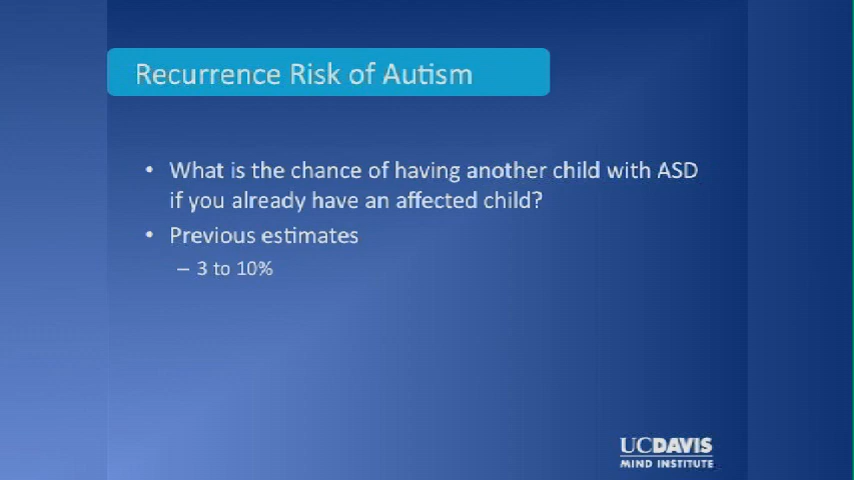 Recurrence Risk of Autism
• What is the chance of having another child with ASD
if you already have an affected child?
• Previous estimates
– 3 to 10%
UCDAVIS
MIND INSTITUTE